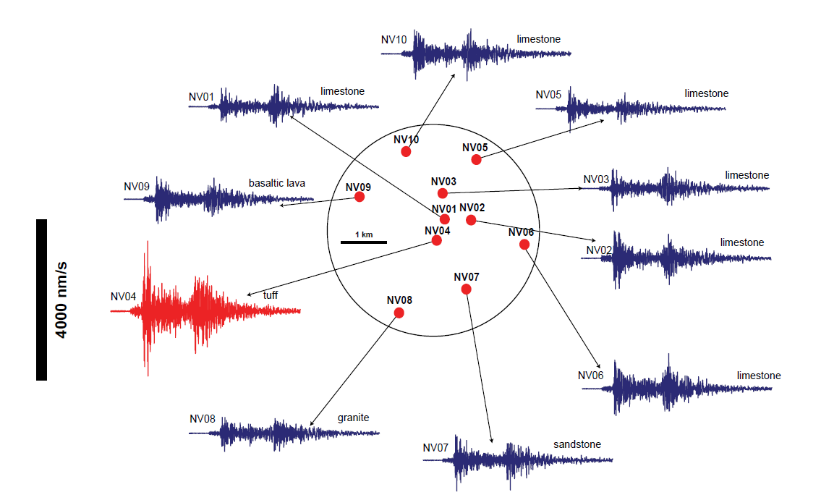 NV10
limestone
NV01
limestone
NV05
limestone
NV10
NV05
NV09
basaltic lava
NV09
NV03
NV03
limestone
NV01
NV02
NV04
NV06
1 km
NV02
limestone
4000 nm/s
NV04
tuff
NV07
NV08
NV06
limestone
NV08
granite
NV07
sandstone